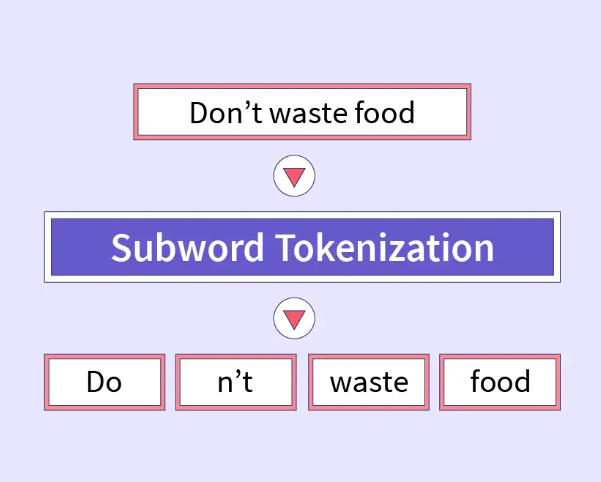 Don’t waste food
Subword Tokenization
Do n’t waste food